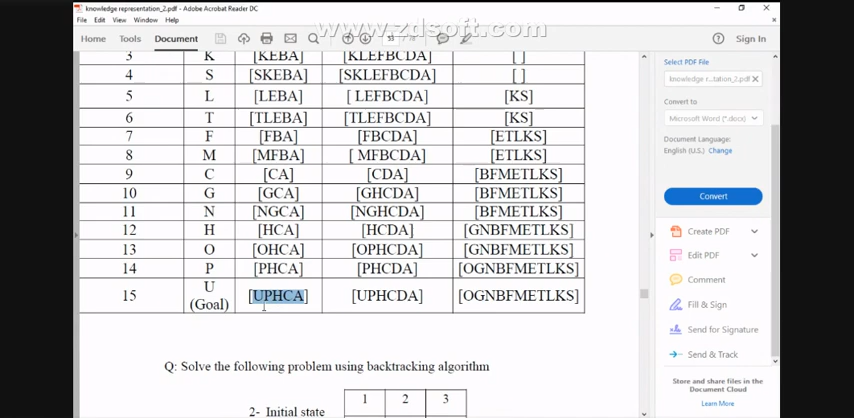 knowledge representation_2.pdf - Adobe Acrobat Reader DC
File Edit View Window Help
www.zdsoft.com
Home Tools Document 53 / 78 Sign In
3 K [KEBA] [KLEFBCDA] [ ]
4 S [SKEBA] [SKLEFBCDA] [ ]
5 L [LEBA] [ LEFBCDA] [KS]
6 T [TLEBA] [TLEFBCDA] [KS]
7 F [FBA] [FBCDA] [ETLKS]
8 M [MFBA] [ MFBCDA] [ETLKS]
9 C [CA] [CDA] [BFMETLKS]
10 G [GCA] [GHCDA] [BFMETLKS]
11 N [NGCA] [NGHCDA] [BFMETLKS]
12 H [HCA] [HCDA] [GNBFMETLKS]
13 O [OHCA] [OPHCDA] [GNBFMETLKS]
14 P [PHCA] [PHCDA] [OGNBFMETLKS]
15 U (Goal) [UPHCA] [UPHCDA] [OGNBFMETLKS]
Q: Solve the following problem using backtracking algorithm
1 2 3
2- Initial state
Select PDF File
knowledge r...tation_2.pdf
Convert to
Microsoft Word (*.docx)
Document Language:
English (U.S.) Change
Convert
Create PDF
Edit PDF
Comment
Fill & Sign
Send for Signature
Send & Track
Store and share files in the
Document Cloud
Learn More